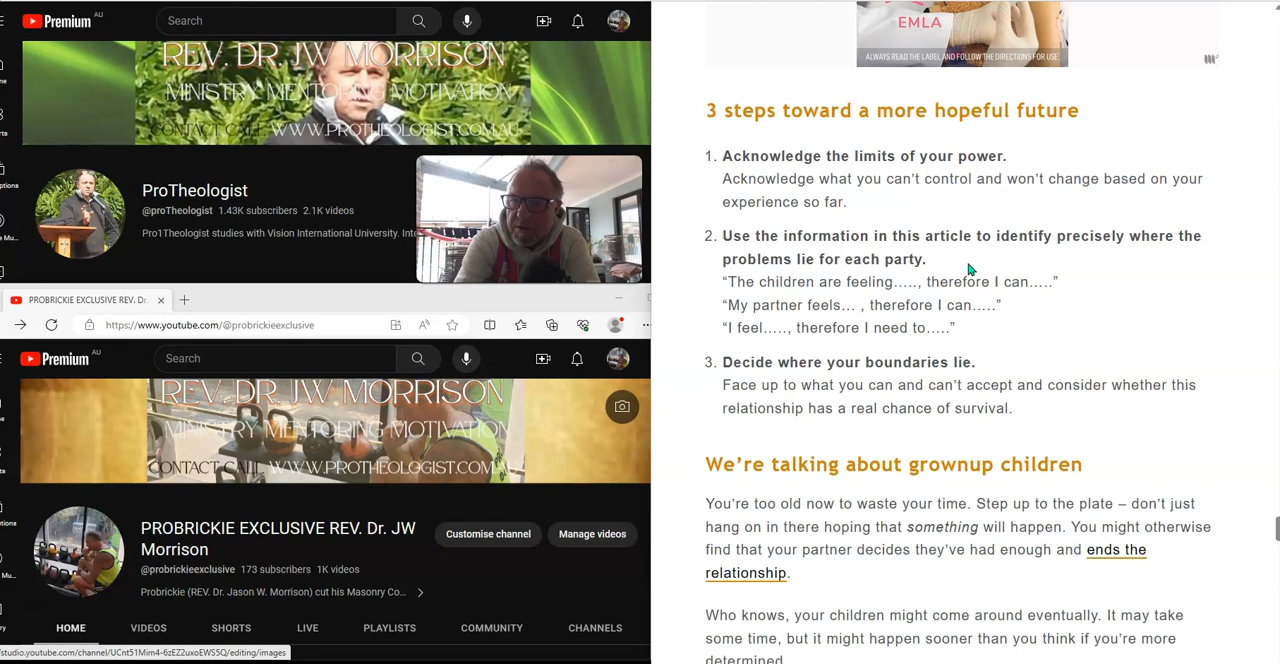 Premium AU
Search
REV. DR. JW MORRISON
MINISTRY MENTORING MOTIVATION
CONTACT CALL WWW.PROTHEOLOGIST.COM.AU
ProTheologist
@proTheologist 1.43K subscribers 2.1K videos
Pro1Theologist studies with Vision International University. Inte
PROBRICKIE EXCLUSIVE REV. Dr.
https://www.youtube.com/@probrickieexclusive
Premium AU
Search
REV. DR. JW MORRISON
MINISTRY MENTORING MOTIVATION
CONTACT CALL WWW.PROTHEOLOGIST.COM.AU
PROBRICKIE EXCLUSIVE REV. Dr. JW
Morrison
@probrickieexclusive 173 subscribers 1K videos
Probrickie (REV. Dr. Jason W. Morrison) cut his Masonry Co...
Customise channel
Manage videos
HOME VIDEOS SHORTS LIVE PLAYLISTS COMMUNITY CHANNELS
/studio.youtube.com/channel/UCnt51Mim4-6zEZ2uxoEWS5Q/editing/images
EMLA
ALWAYS READ THE LABEL AND FOLLOW THE DIRECTIONS FOR USE.
3 steps toward a more hopeful future
1. Acknowledge the limits of your power.
Acknowledge what you can’t control and won’t change based on your
experience so far.
2. Use the information in this article to identify precisely where the
problems lie for each party.
“The children are feeling….., therefore I can…..”
“My partner feels… , therefore I can…..”
“I feel….., therefore I need to…..”
3. Decide where your boundaries lie.
Face up to what you can and can’t accept and consider whether this
relationship has a real chance of survival.
We’re talking about grownup children
You’re too old now to waste your time. Step up to the plate – don’t just
hang on in there hoping that something will happen. You might otherwise
find that your partner decides they’ve had enough and ends the
relationship.
Who knows, your children might come around eventually. It may take
some time, but it might happen sooner than you think if you’re more
determined